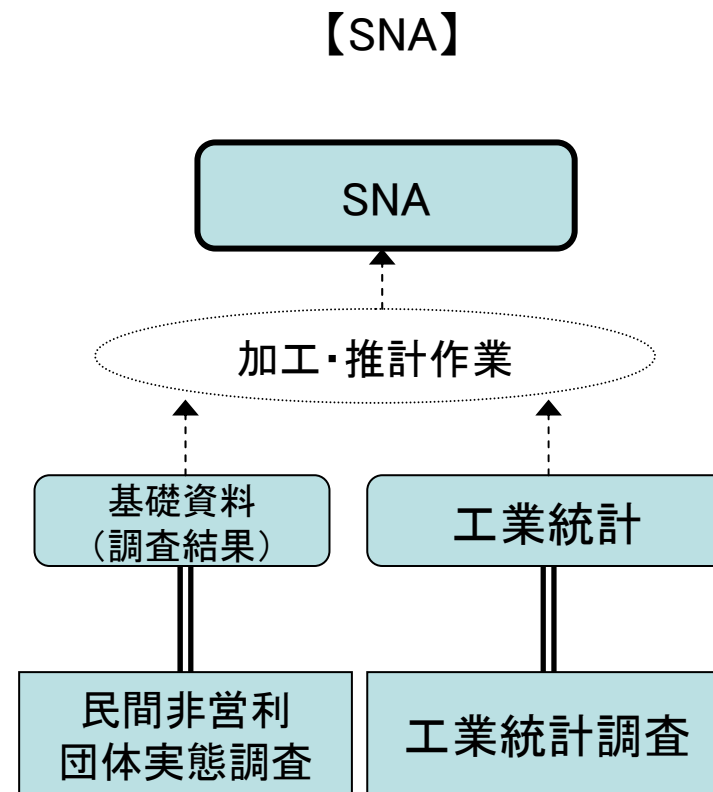 【SNA】
SNA
加工・推計作業
基礎資料
（調査結果）
工業統計
民間非営利
団体実態調査
工業統計調査